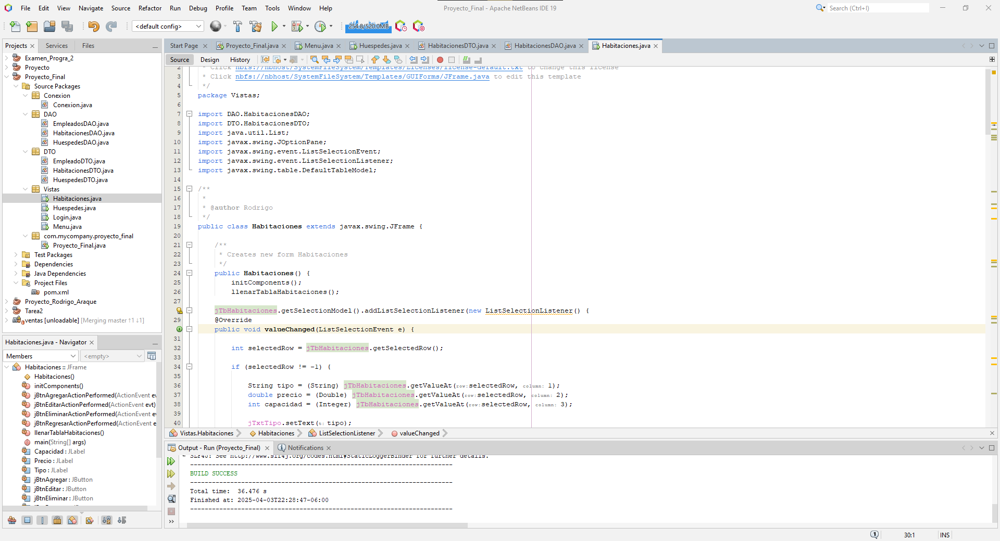 File Edit View Navigate Source Refactor Run Debug Profile Team Tools Window Help
Proyecto_Final - Apache NetBeans IDE 19
Search (Ctrl+I)
<default config>
254.8/520.0MB
Projects Services Files
Examen_Progra_2
Proyecto
Proyecto_Final
Source Packages
Conexion
Conexion.java
DAO
EmpleadosDAO.java
HabitacionesDAO.java
HuespedesDAO.java
DTO
EmpleadoDTO.java
HabitacionesDTO.java
HuespedesDTO.java
Vistas
Habitaciones.java
Huespedes.java
Login.java
Menu.java
com.mycompany.proyecto_final
Proyecto_Final.java
Test Packages
Dependencies
Java Dependencies
Project Files
pom.xml
Proyecto_Rodrigo_Araque
Tarea2
ventas [unloadable] [Merging master ↑1 ↓1]
Habitaciones.java - Navigator
Members
<empty>
Habitaciones :: JFrame
Habitaciones()
initComponents()
jBtnAgregarActionPerformed(ActionEvent ev
jBtnEditarActionPerformed(ActionEvent evt)
jBtnEliminarActionPerformed(ActionEvent e
jBtnRegresarActionPerformed(ActionEvent e
llenarTablaHabitaciones()
main(String[] args)
Capacidad : JLabel
Precio : JLabel
Tipo : JLabel
jBtnAgregar : JButton
jBtnEditar : JButton
jBtnEliminar : JButton
Start Page Proyecto_Final.java Menu.java Huespedes.java HabitacionesDTO.java HabitacionesDAO.java Habitaciones.java
Source Design History
2 * Click nbfs://nbhost/SystemFileSystem/Templates/Licenses/license-default.txt to change this license
3 * Click nbfs://nbhost/SystemFileSystem/Templates/GUIForms/JFrame.java to edit this template
4 */
5 package Vistas;
6
7 import DAO.HabitacionesDAO;
8 import DTO.HabitacionesDTO;
9 import java.util.List;
10 import javax.swing.JOptionPane;
11 import javax.swing.event.ListSelectionEvent;
12 import javax.swing.event.ListSelectionListener;
13 import javax.swing.table.DefaultTableModel;
14
15 /**
16 *
17 * @author Rodrigo
18 */
19 public class Habitaciones extends javax.swing.JFrame {
20
21 /**
22 * Creates new form Habitaciones
23 */
24 public Habitaciones() {
25 initComponents();
26 llenarTablaHabitaciones();
27
jTbHabitaciones.getSelectionModel().addListSelectionListener(new ListSelectionListener() {
29 @Override
public void valueChanged(ListSelectionEvent e) {
31
32 int selectedRow = jTbHabitaciones.getSelectedRow();
33
34 if (selectedRow != -1) {
35
36 String tipo = (String) jTbHabitaciones.getValueAt(row:selectedRow, column: 1);
37 double precio = (Double) jTbHabitaciones.getValueAt(row:selectedRow, column: 2);
38 int capacidad = (Integer) jTbHabitaciones.getValueAt(row:selectedRow, column: 3);
39
40 jTxtTipo.setText(t: tipo);
Vistas.Habitaciones Habitaciones ListSelectionListener valueChanged
Output - Run (Proyecto_Final) Notifications
SLF4J: See http://www.slf4j.org/codes.html#StaticLoggerBinder for further details.
------------------------------------------------------------------------
BUILD SUCCESS
------------------------------------------------------------------------
Total time:  36.476 s
Finished at: 2025-04-03T22:28:47-06:00
------------------------------------------------------------------------
1 30:1 INS